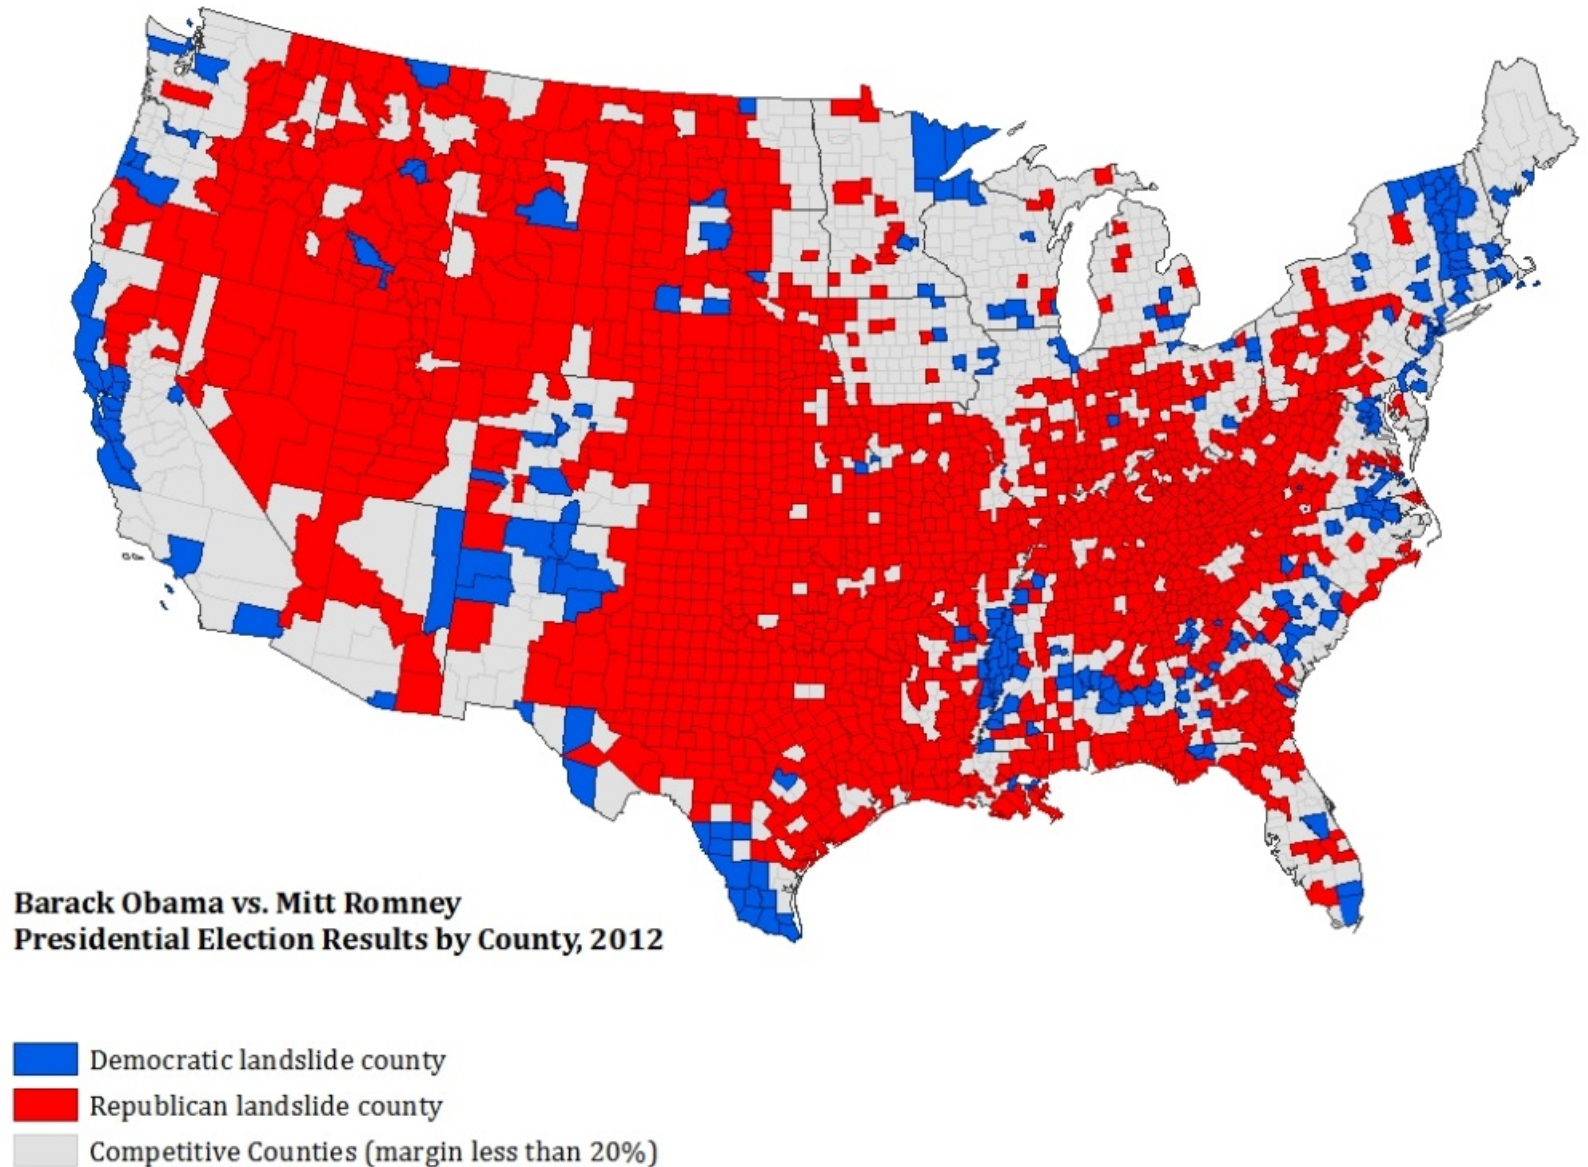 Barack Obama vs. Mitt Romney
Presidential Election Results by County, 2012
Democratic landslide county
Republican landslide county
Competitive Counties (margin less than 20%)